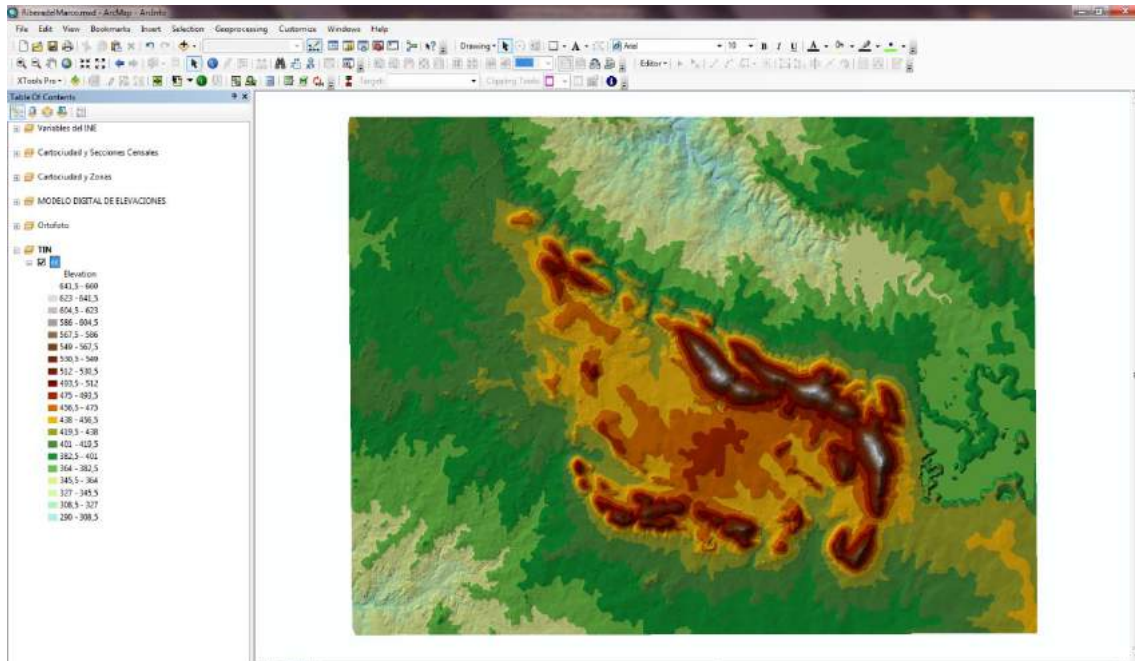 RiberadelMarco.mxd - ArcMap - ArcInfo
File Edit View Bookmarks Insert Selection Geoprocessing Customize Windows Help
Drawing Arial 10 B I U A
Editor
XTools Pro Target: Clipping Tools:
Table Of Contents
Variables del INE
Cartociudad y Secciones Censales
Cartociudad y Zonas
MODELO DIGITAL DE ELEVACIONES
Ortofoto
TIN
Elevation
641,5 - 660
623 - 641,5
604,5 - 623
586 - 604,5
567,5 - 586
549 - 567,5
530,5 - 549
512 - 530,5
493,5 - 512
475 - 493,5
456,5 - 475
438 - 456,5
419,5 - 438
401 - 419,5
382,5 - 401
364 - 382,5
345,5 - 364
327 - 345,5
308,5 - 327
290 - 308,5